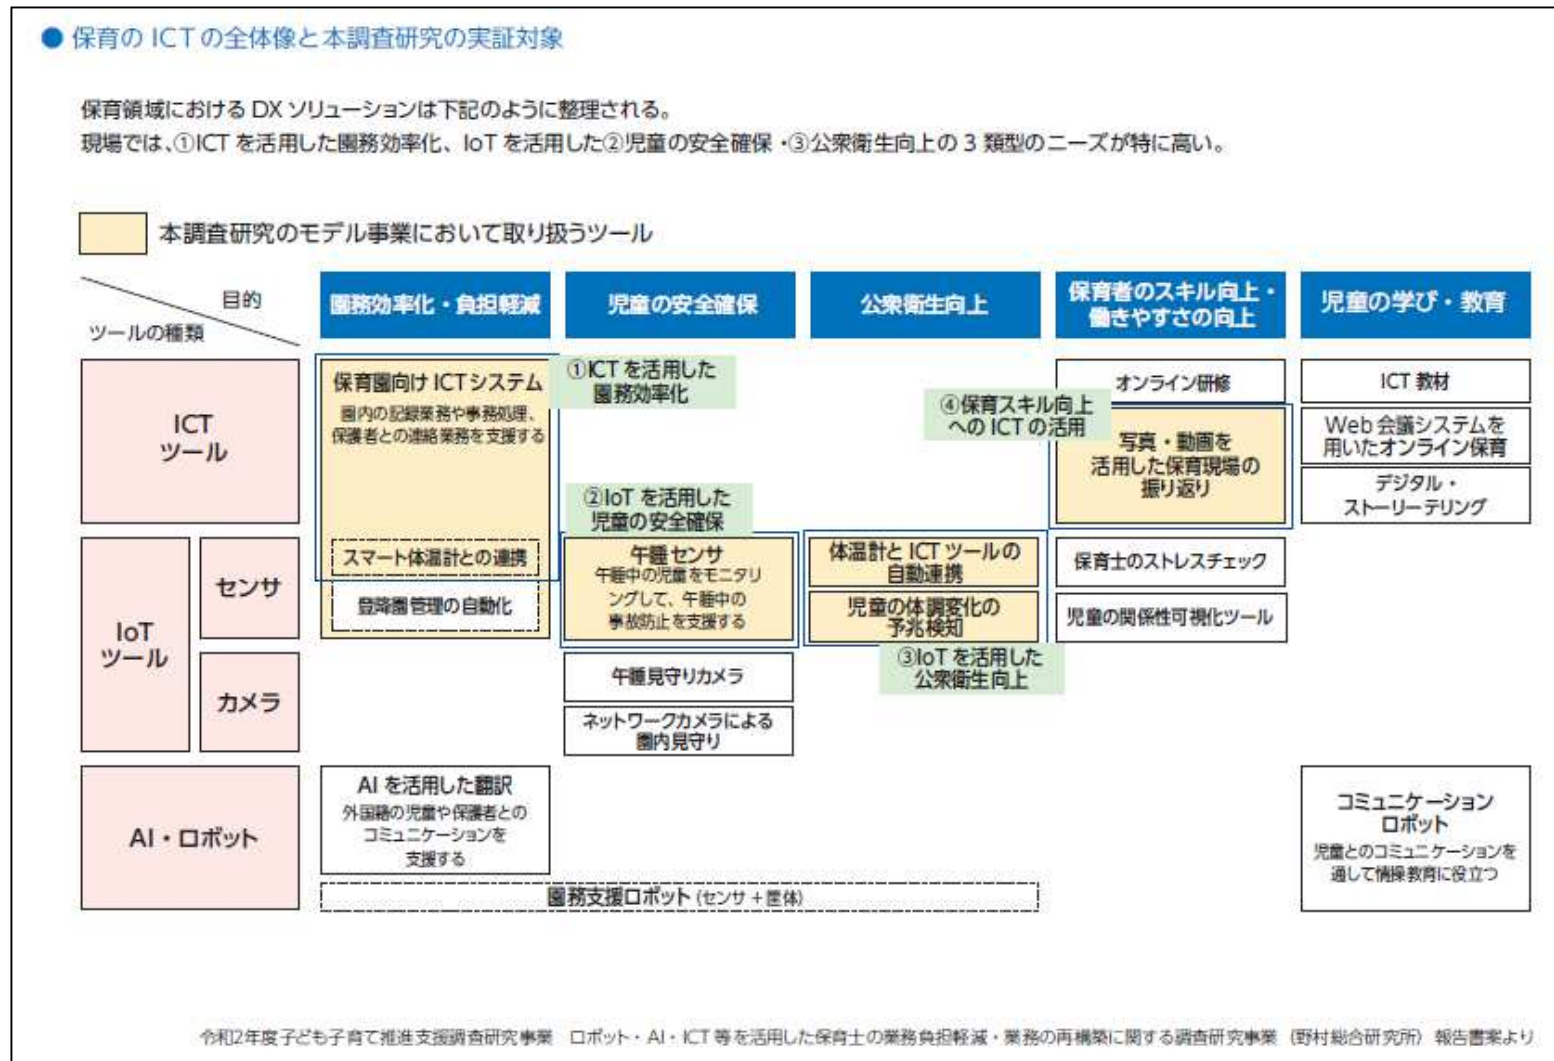 ● 保育の ICT の全体像と本調査研究の実証対象
保育領域における DX ソリューションは下記のように整理される。
現場では、①ICT を活用した園務効率化、IoT を活用した②児童の安全確保・③公衆衛生向上の 3 類型のニーズが特に高い。
本調査研究のモデル事業において取り扱うツール
目的
ツールの種類
園務効率化・負担軽減
児童の安全確保
公衆衛生向上
保育者のスキル向上・
働きやすさの向上
児童の学び・教育
ICT
ツール
保育園向け ICT システム
園内の記録業務や事務処理、
保護者との連絡業務を支援する
①ICT を活用した
園務効率化
④保育スキル向上
への ICT の活用
オンライン研修
写真・動画を
活用した保育現場の
振り返り
ICT 教材
Web 会議システムを
用いたオンライン保育
デジタル・
ストーリーテリング
②IoT を活用した
児童の安全確保
IoT
ツール
センサ
スマート体温計との連携
登降園管理の自動化
午睡センサ
午睡中の児童をモニタリ
ングして、午睡中の
事故防止を支援する
体温計と ICT ツールの
自動連携
児童の体調変化の
予兆検知
③IoT を活用した
公衆衛生向上
保育士のストレスチェック
児童の関係性可視化ツール
カメラ
午睡見守りカメラ
ネットワークカメラによる
園内見守り
AI・ロボット
AI を活用した翻訳
外国籍の児童や保護者との
コミュニケーションを
支援する
園務支援ロボット (センサ + 筐体)
コミュニケーション
ロボット
児童とのコミュニケーションを
通して情操教育に役立つ
令和2年度子ども子育て推進支援調査研究事業 ロボット・AI・ICT 等を活用した保育士の業務負担軽減・業務の再構築に関する調査研究事業 (野村総合研究所) 報告書案より